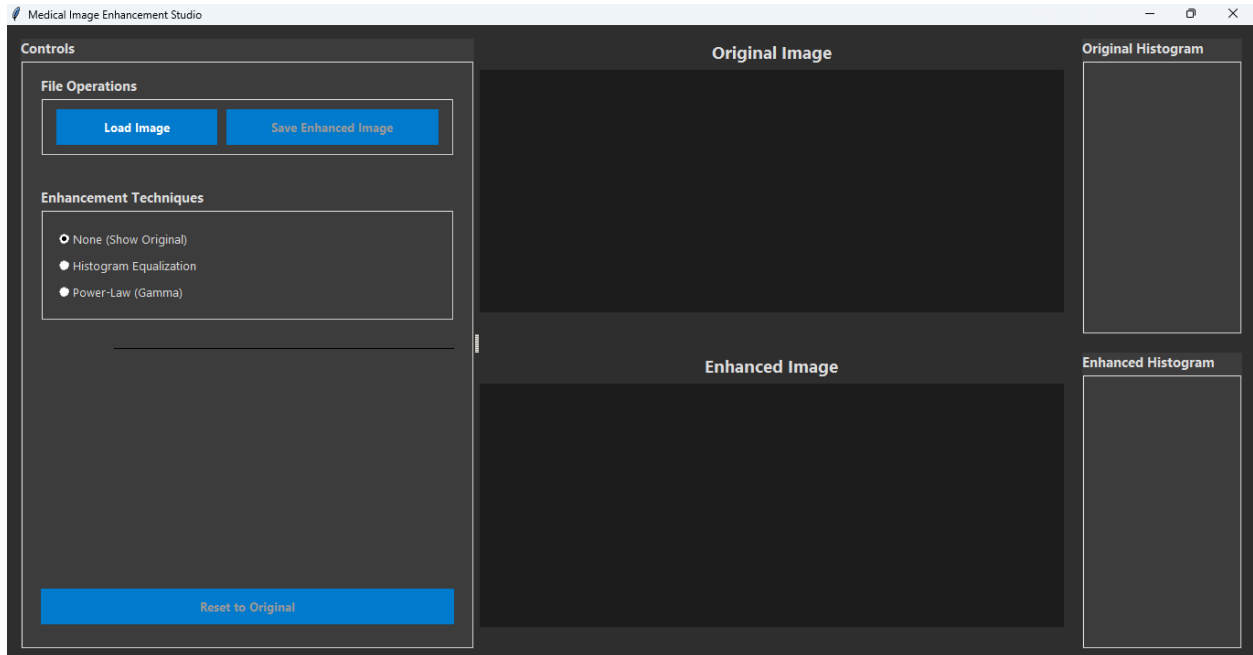 Medical Image Enhancement Studio
Controls
File Operations
Load Image
Save Enhanced Image
Enhancement Techniques
None (Show Original)
Histogram Equalization
Power-Law (Gamma)
Reset to Original
Original Image
Enhanced Image
Original Histogram
Enhanced Histogram